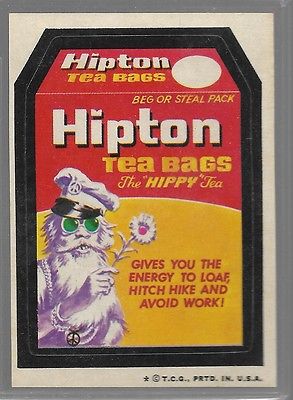 Hipton
TEA BAGS
BEG OR STEAL PACK
Hipton
TEA BAGS
The "HIPPY" Tea
GIVES YOU THE
ENERGY TO LOAF,
HITCH HIKE AND
AVOID WORK!
* © T.C.G., PRTD. IN U.S.A.